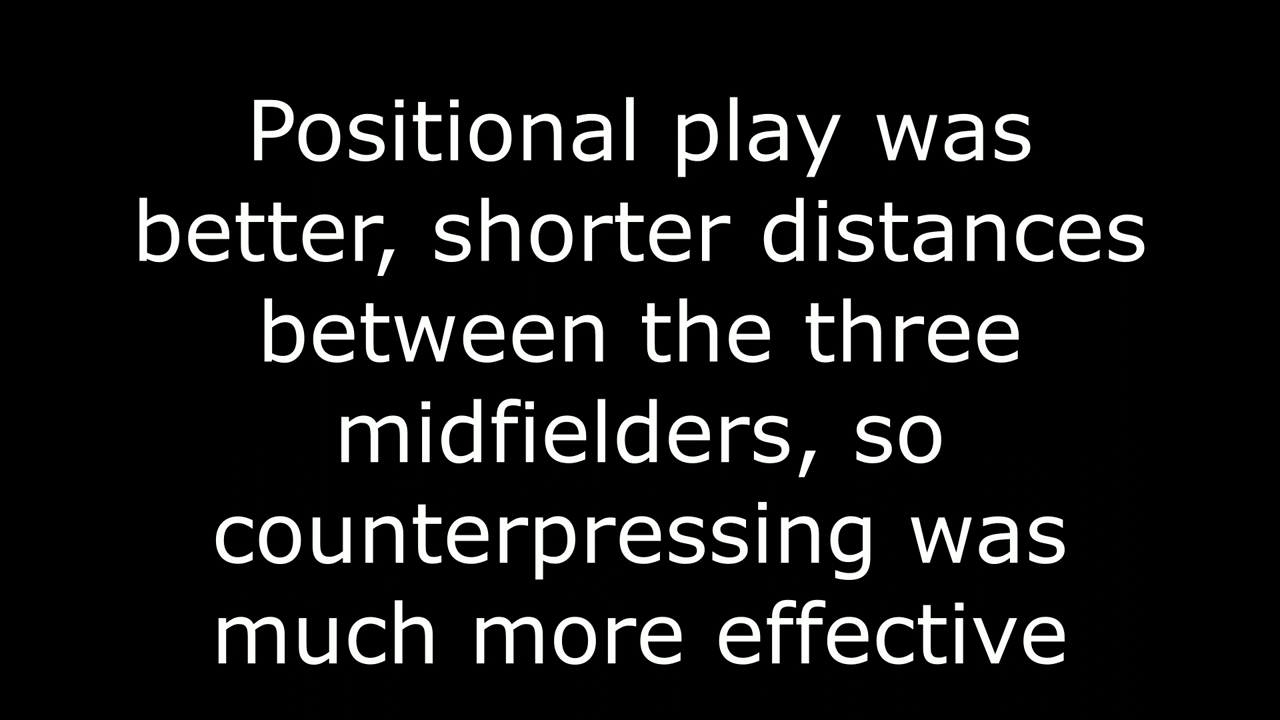 Positional play was
better, shorter distances
between the three
midfielders, so
counterpressing was
much more effective